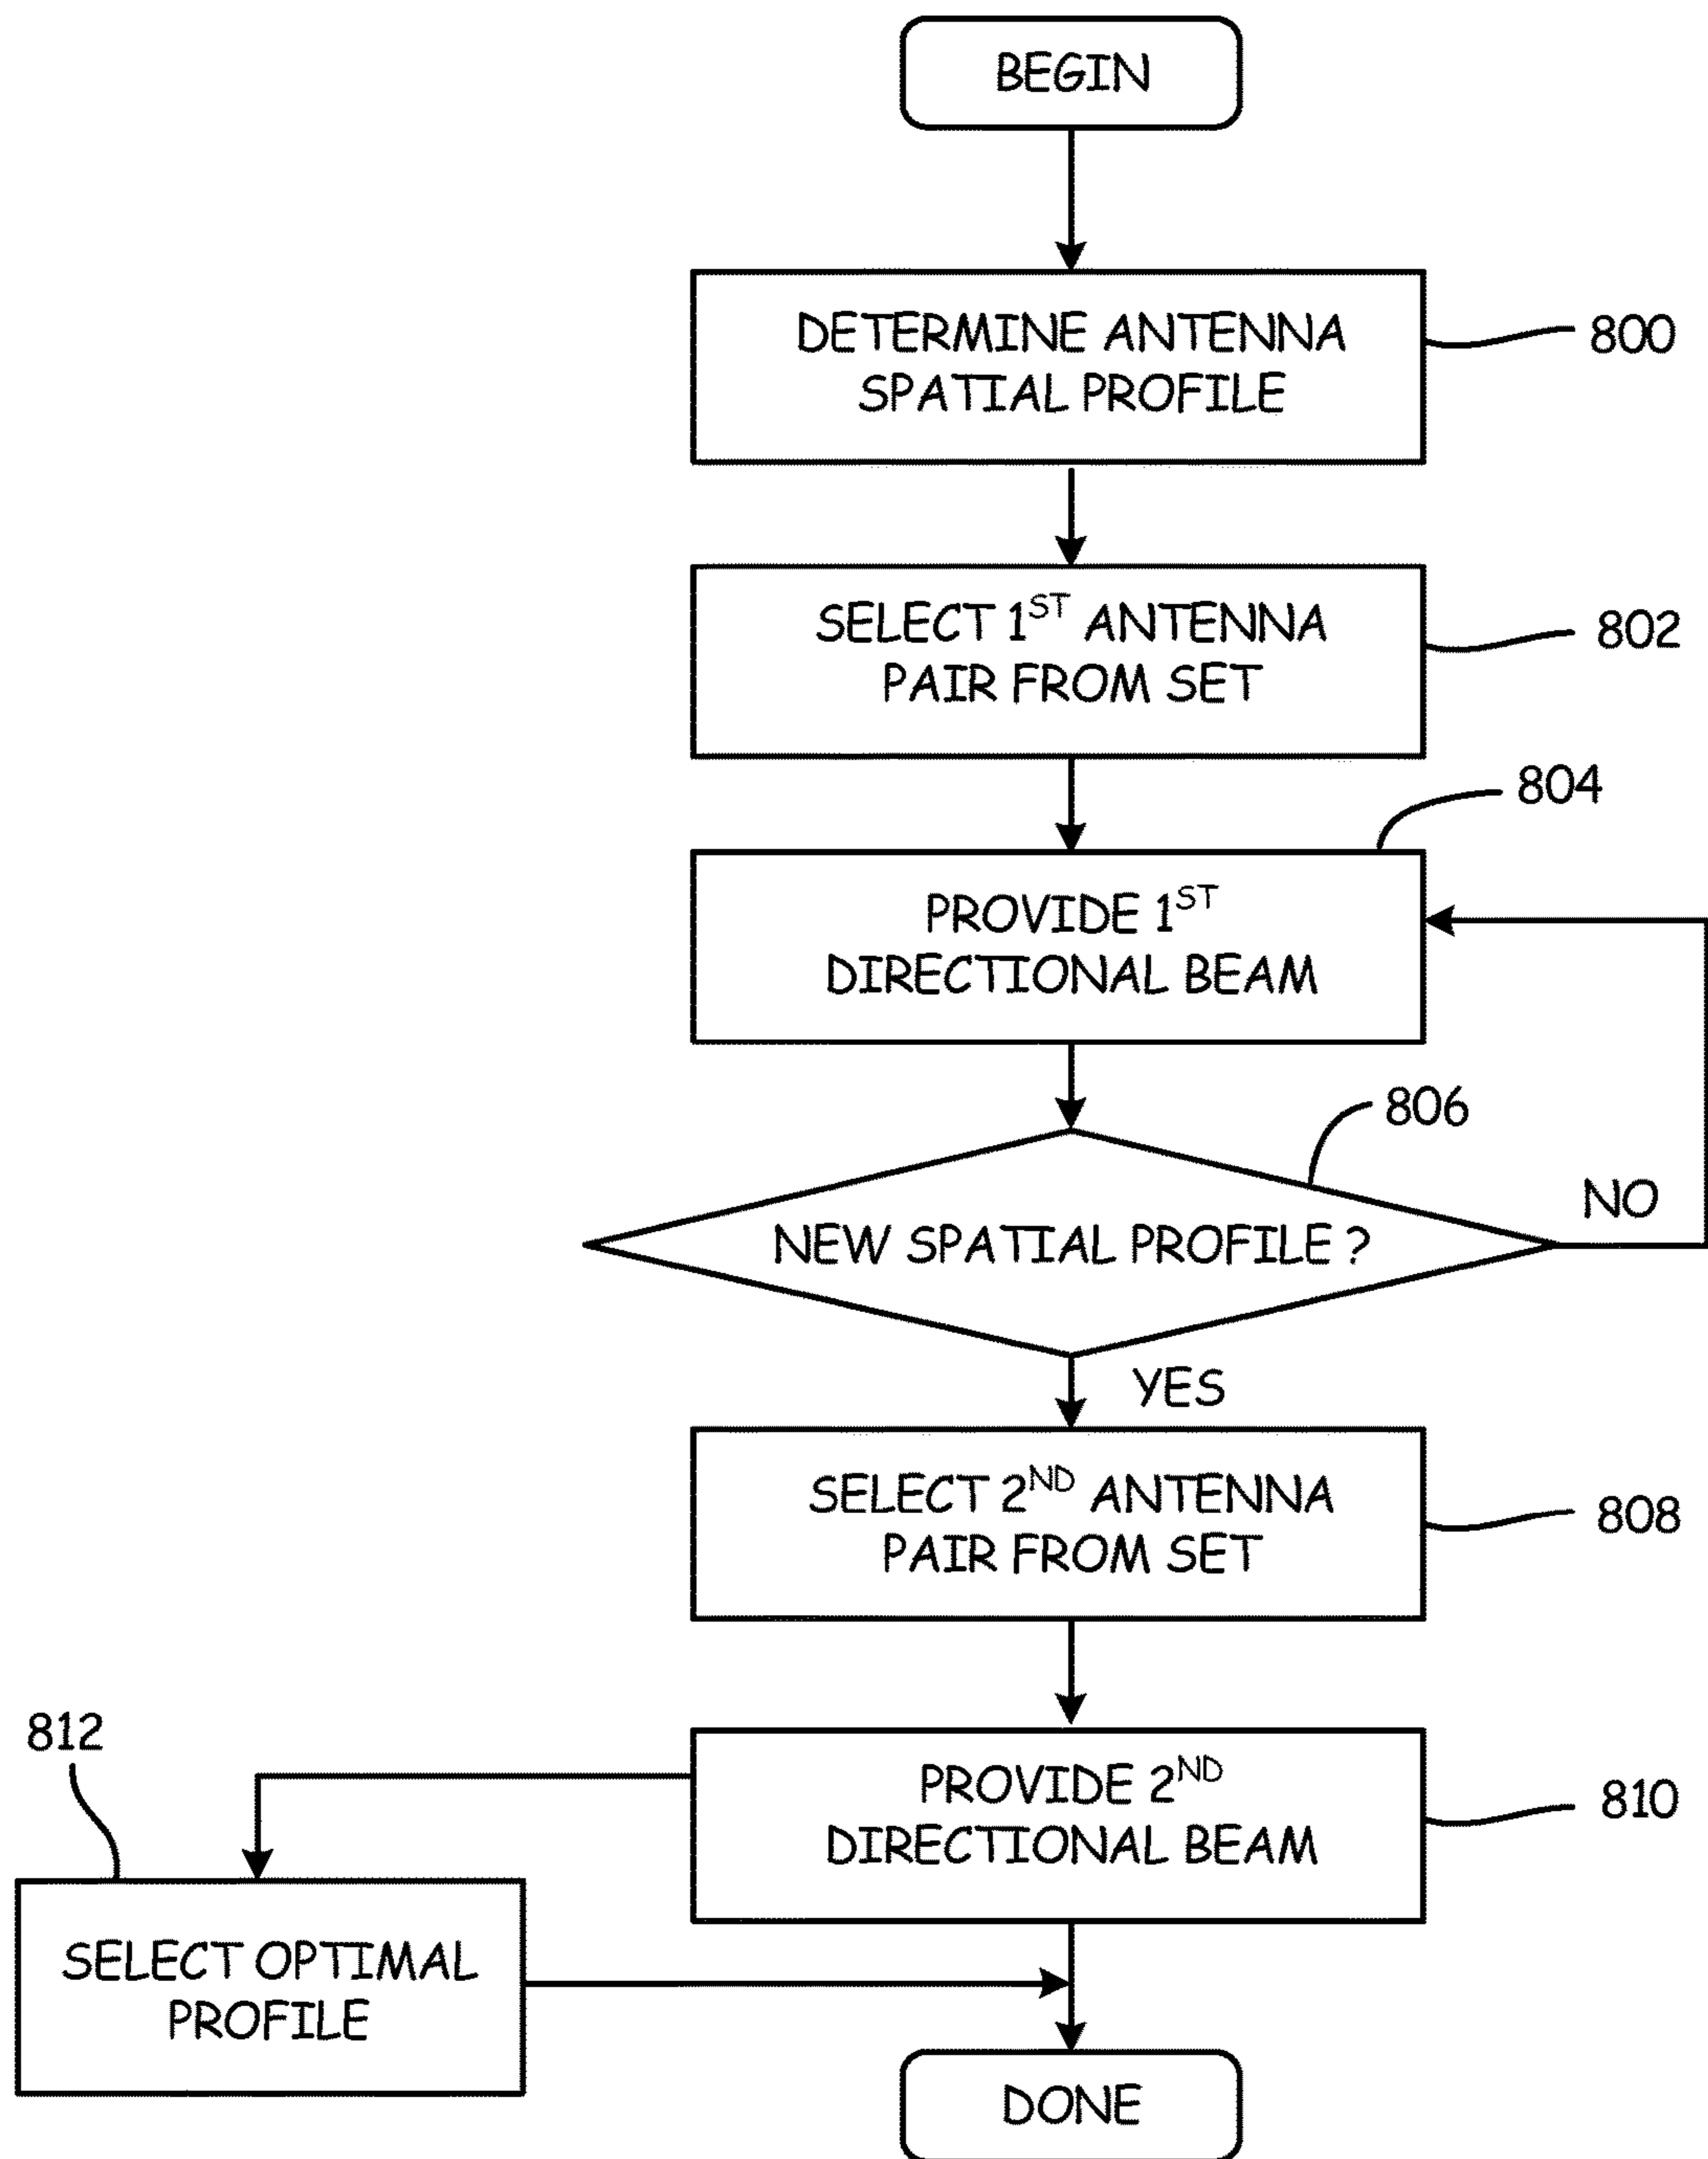 BEGIN
DETERMINE ANTENNA
SPATIAL PROFILE
800
SELECT 1ST ANTENNA
PAIR FROM SET
802
804
PROVIDE 1ST
DIRECTIONAL BEAM
806
NEW SPATIAL PROFILE ?
NO
YES
SELECT 2ND ANTENNA
PAIR FROM SET
808
812
PROVIDE 2ND
DIRECTIONAL BEAM
810
SELECT OPTIMAL
PROFILE
DONE